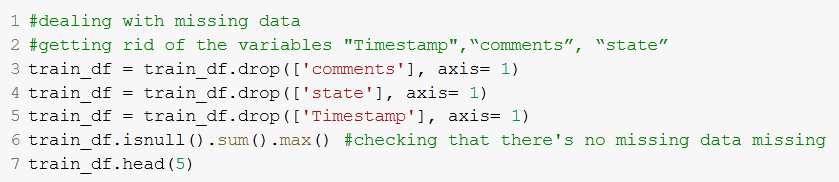 1 #dealing with missing data
2 #getting rid of the variables "Timestamp",“comments”, “state”
3 train_df = train_df.drop(['comments'], axis= 1)
4 train_df = train_df.drop(['state'], axis= 1)
5 train_df = train_df.drop(['Timestamp'], axis= 1)
6 train_df.isnull().sum().max() #checking that there's no missing data missing
7 train_df.head(5)